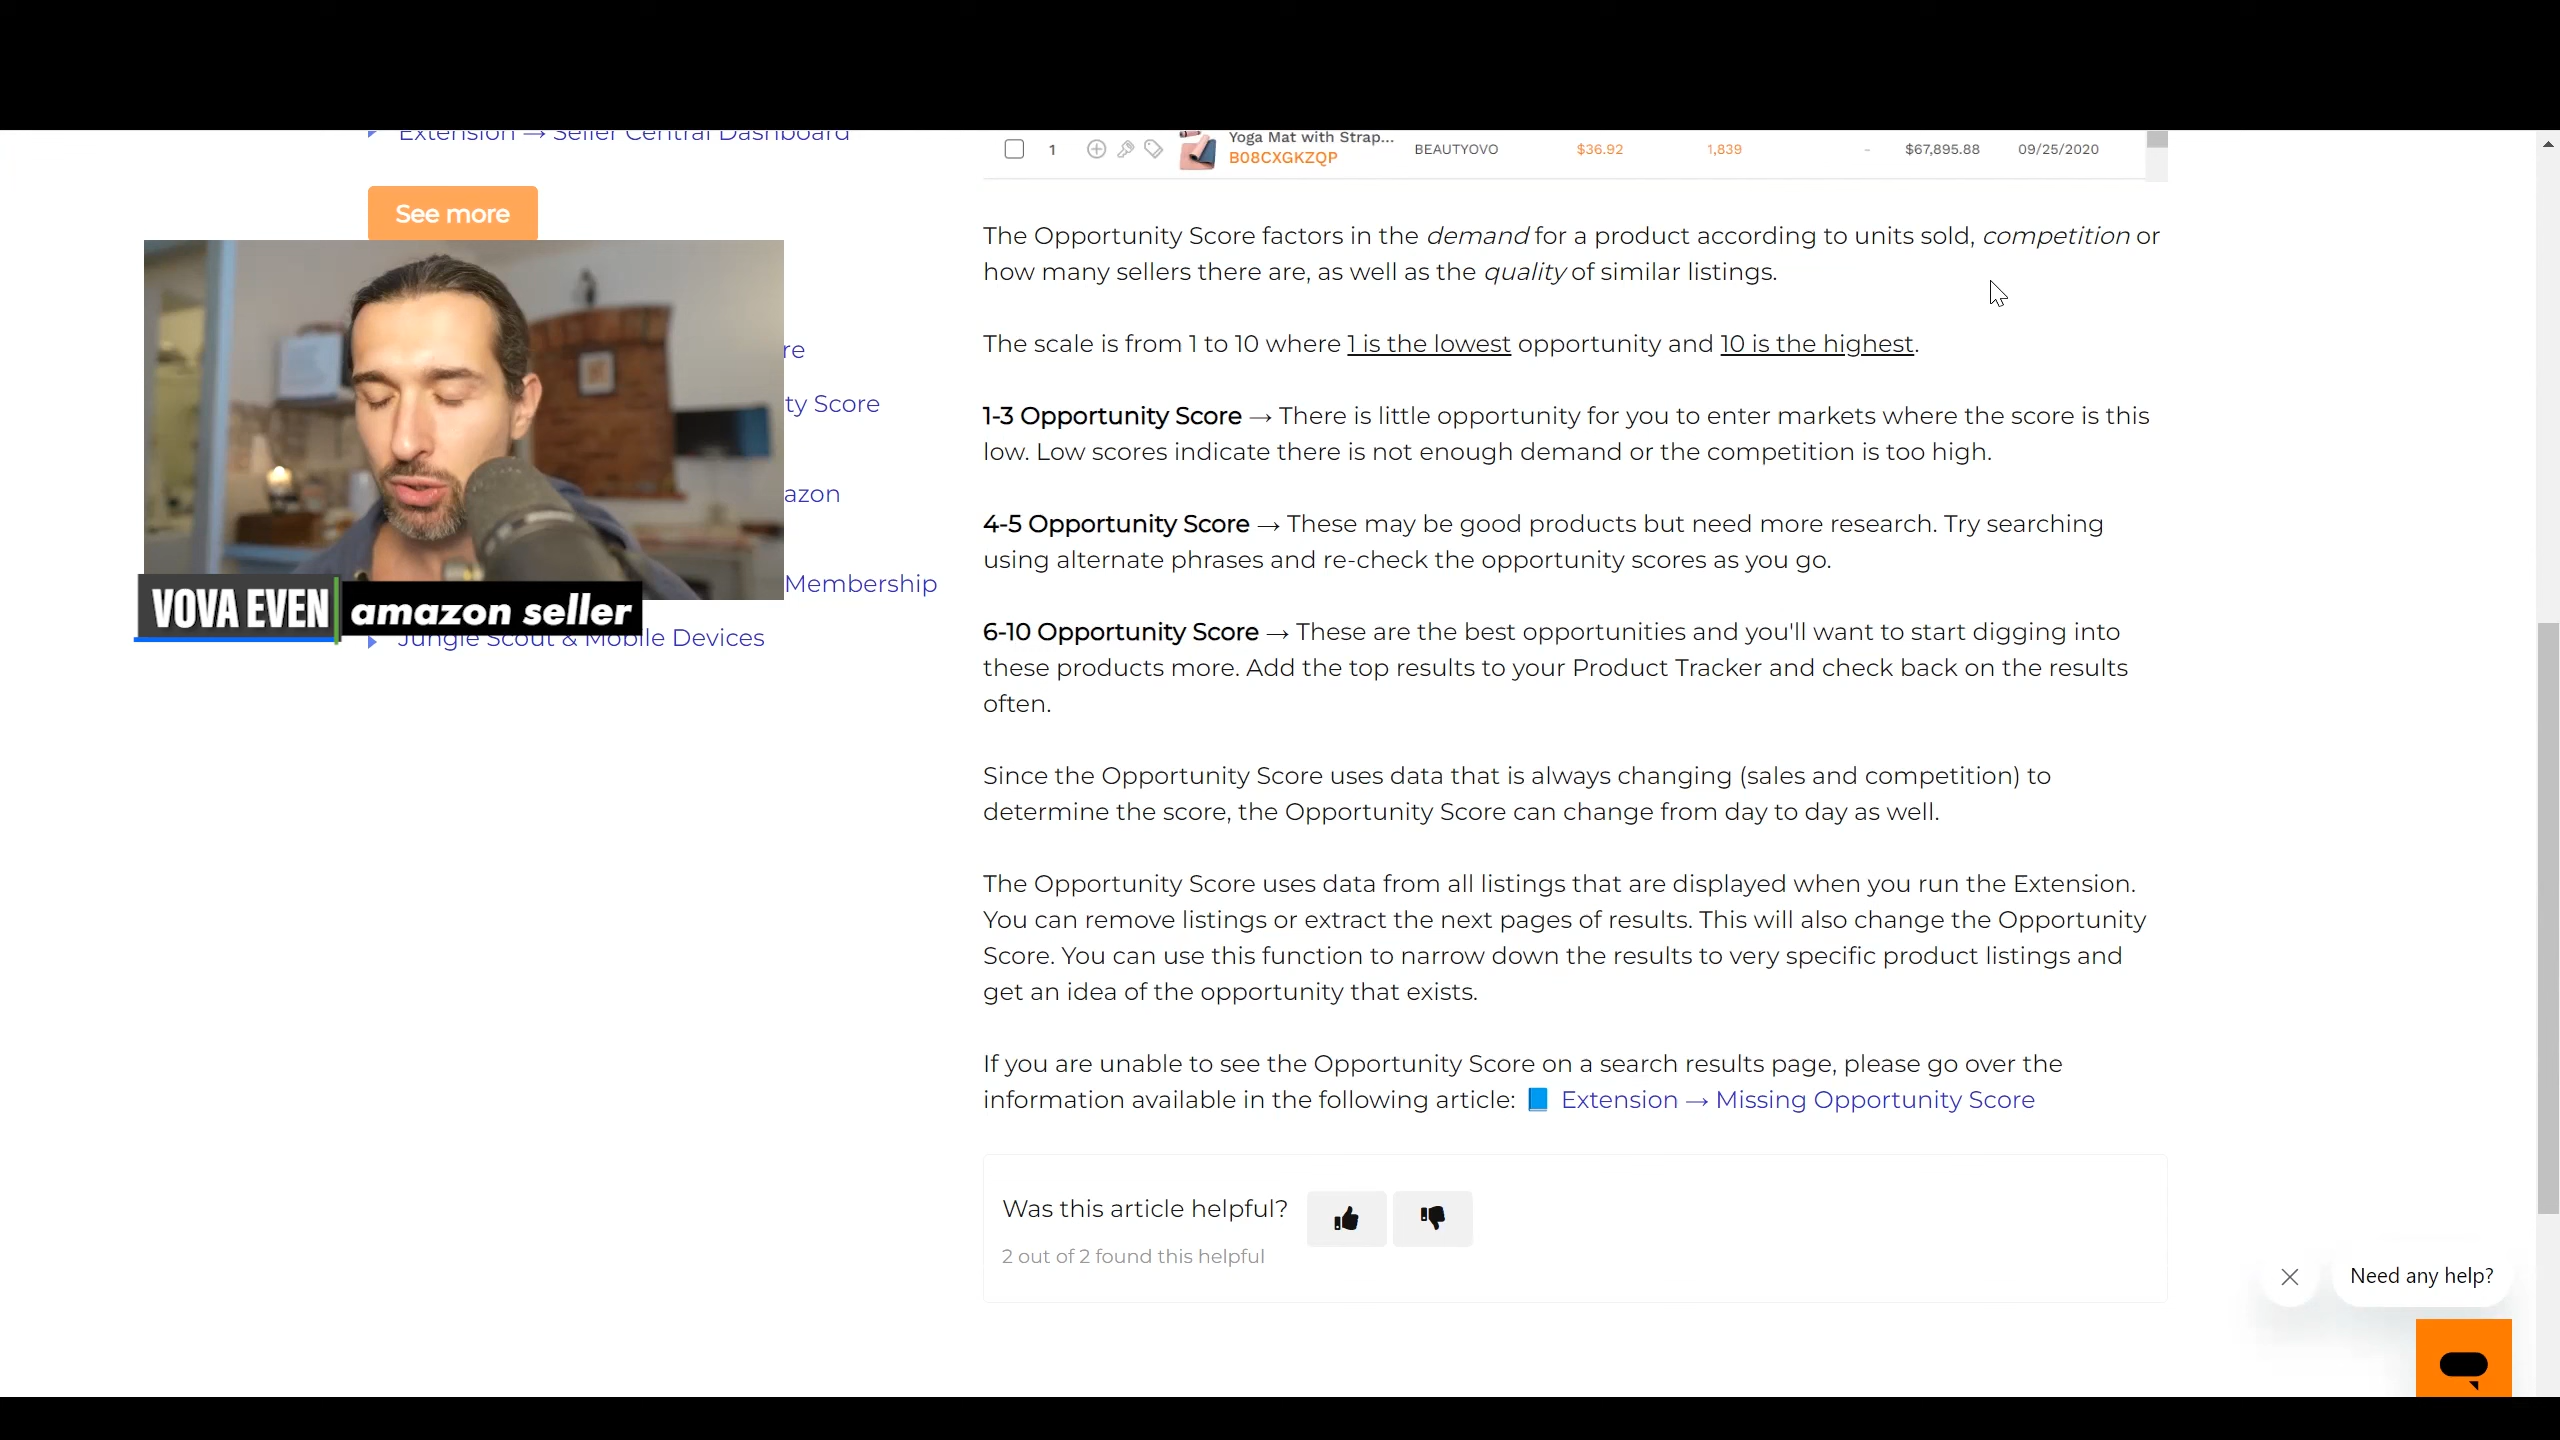 Extension → Seller Central Dashboard
See more
re
ty Score
azon
Membership
Jungle Scout & Mobile Devices
VOVA EVEN
amazon seller
1 Yoga Mat with Strap... BEAUTYOVO $36.92 1,839 - $67,895.88 09/25/2020
B08CXGKZQP
The Opportunity Score factors in the demand for a product according to units sold, competition or
how many sellers there are, as well as the quality of similar listings.
The scale is from 1 to 10 where 1 is the lowest opportunity and 10 is the highest.
1-3 Opportunity Score → There is little opportunity for you to enter markets where the score is this
low. Low scores indicate there is not enough demand or the competition is too high.
4-5 Opportunity Score → These may be good products but need more research. Try searching
using alternate phrases and re-check the opportunity scores as you go.
6-10 Opportunity Score → These are the best opportunities and you'll want to start digging into
these products more. Add the top results to your Product Tracker and check back on the results
often.
Since the Opportunity Score uses data that is always changing (sales and competition) to
determine the score, the Opportunity Score can change from day to day as well.
The Opportunity Score uses data from all listings that are displayed when you run the Extension.
You can remove listings or extract the next pages of results. This will also change the Opportunity
Score. You can use this function to narrow down the results to very specific product listings and
get an idea of the opportunity that exists.
If you are unable to see the Opportunity Score on a search results page, please go over the
information available in the following article: 📘 Extension → Missing Opportunity Score
Was this article helpful?
2 out of 2 found this helpful
Need any help?